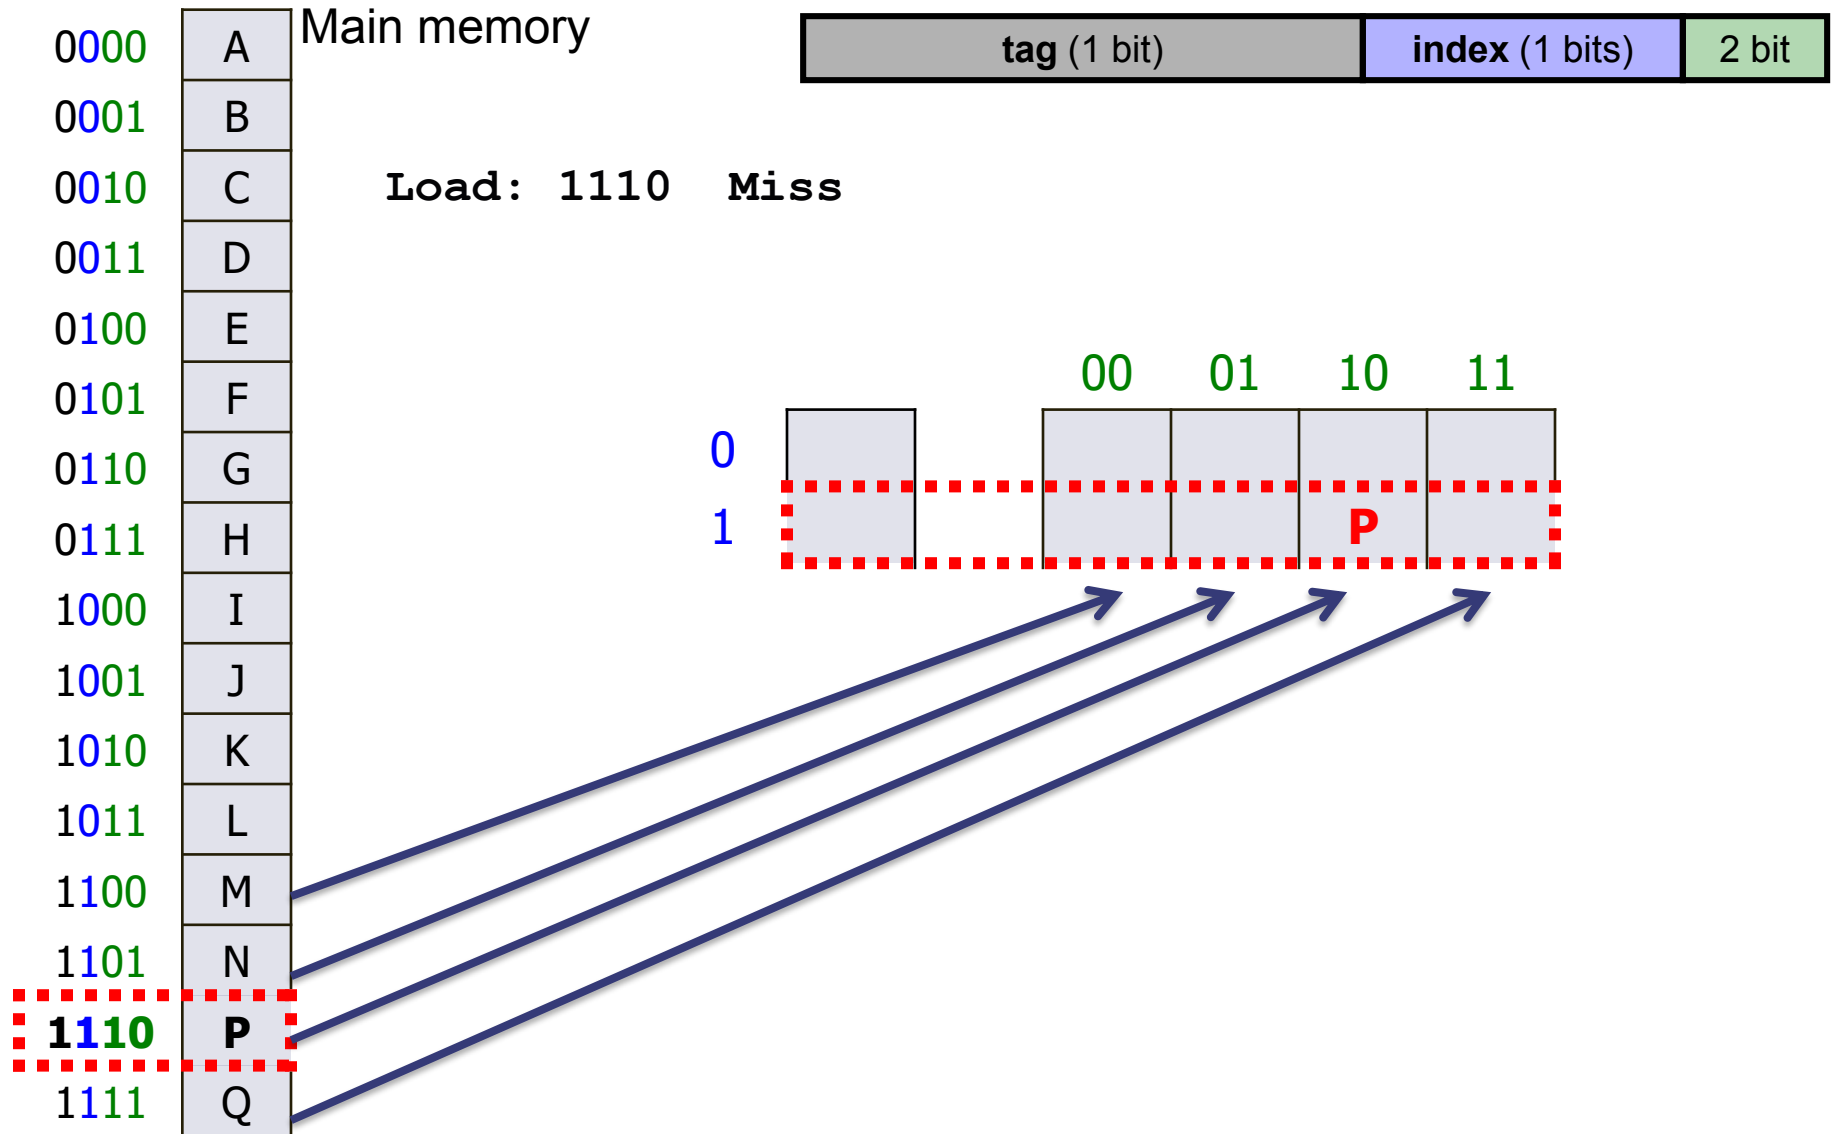 Main memory
tag (1 bit) index (1 bits) 2 bit
0000 A
0001 B
0010 C
Load: 1110 Miss
0011 D
0100 E
00 01 10 11
0101 F
0
0110 G
1 P
0111 H
1000 I
1001 J
1010 K
1011 L
1100 M
1101 N
1110 P
1111 Q